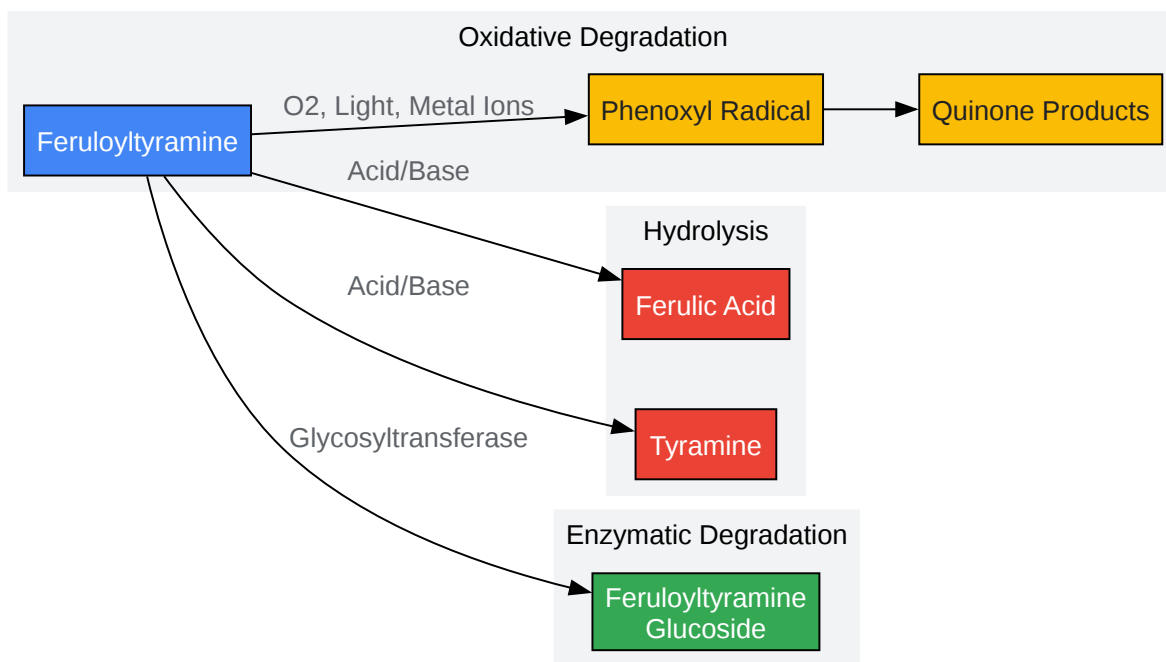 Oxidative Degradation
Feruloyltyramine
O2, Light, Metal Ions
Phenoxyl Radical
Quinone Products
Acid/Base
Hydrolysis
Ferulic Acid
Acid/Base
Tyramine
Glycosyltransferase
Enzymatic Degradation
Feruloyltyramine
Glucoside